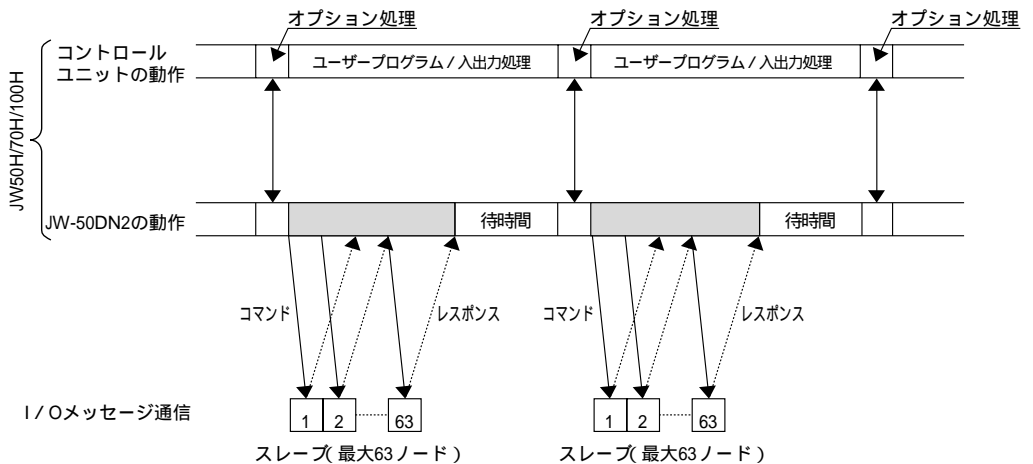 オプション処理 オプション処理 オプション処理
JW50H/70H/100H
コントロール
ユニットの動作
ユーザープログラム / 入出力処理 ユーザープログラム / 入出力処理
JW-50DN2の動作 待時間 待時間
コマンド レスポンス コマンド レスポンス
I / Oメッセージ通信 1 2 63 1 2 63
スレーブ( 最大63ノード ) スレーブ( 最大63ノード )